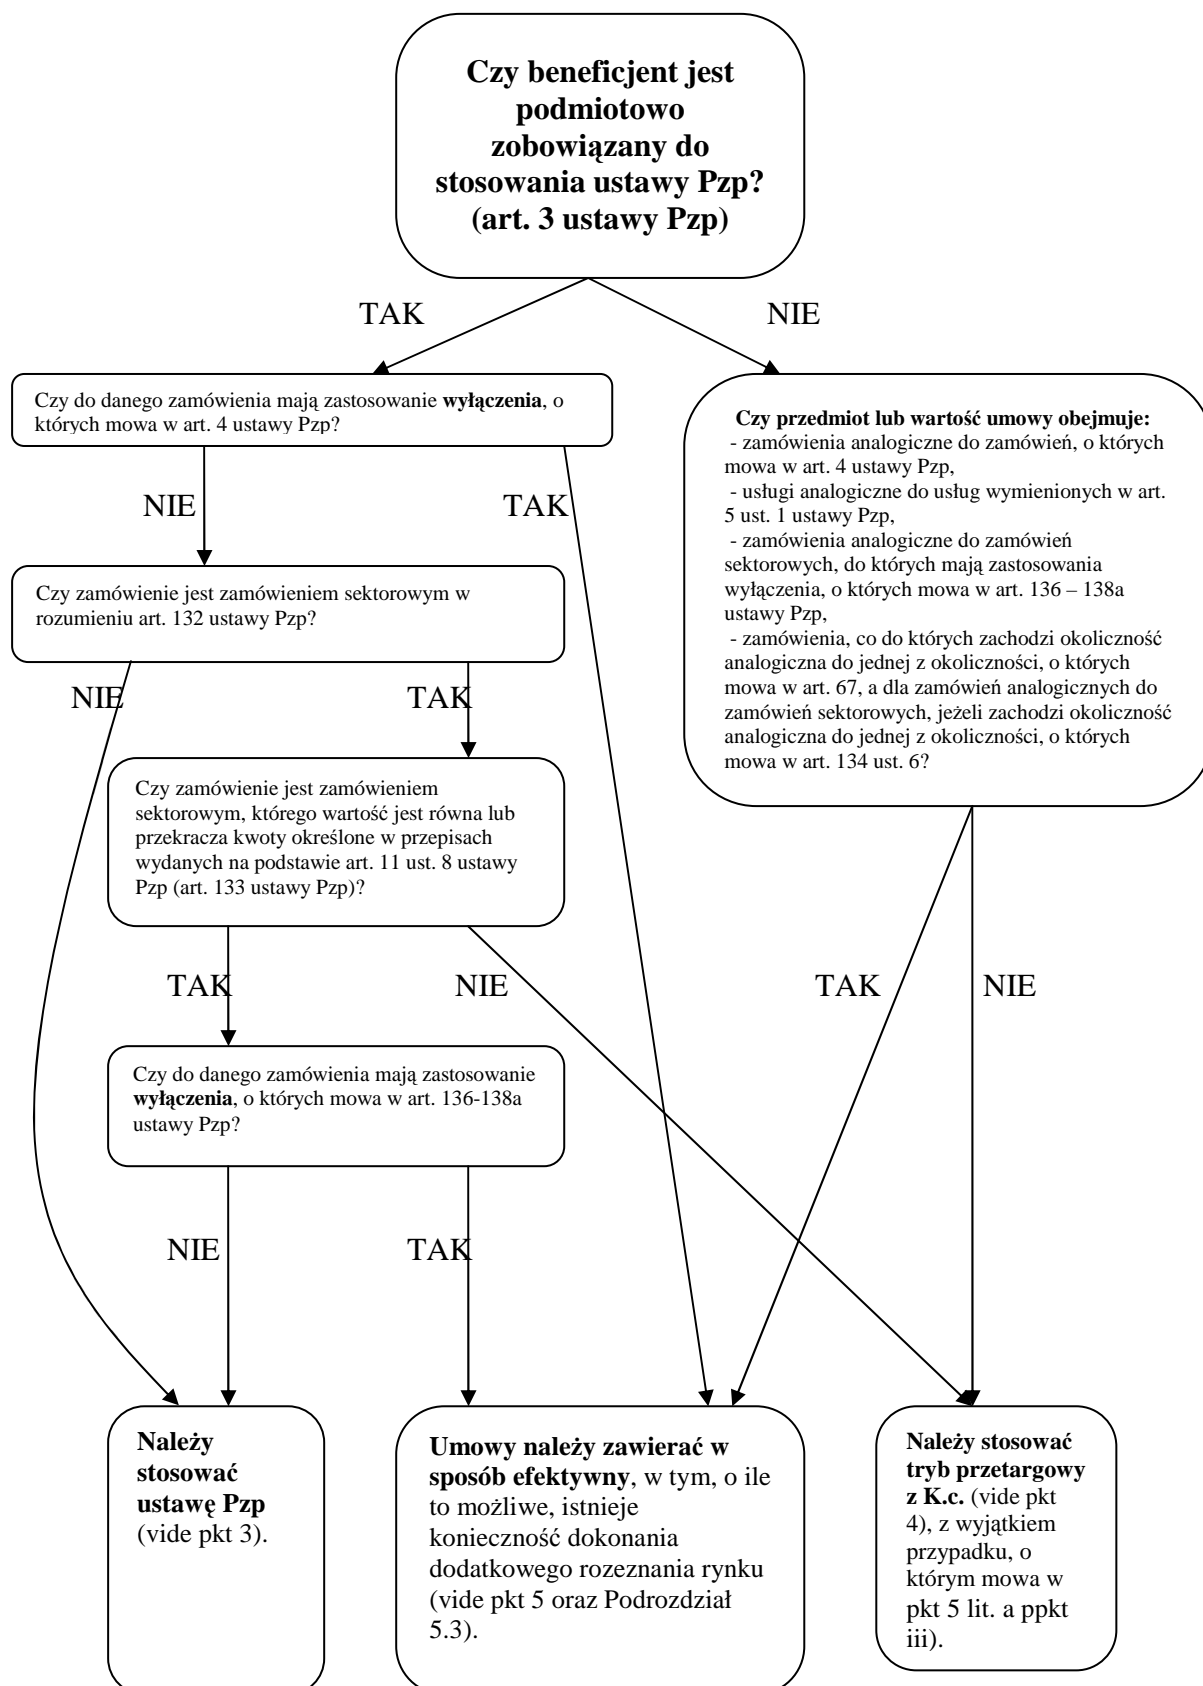 Czy beneficjent jest
podmiotowo
zobowiązany do
stosowania ustawy Pzp?
(art. 3 ustawy Pzp)
TAK
NIE
Czy do danego zamówienia mają zastosowanie wyłączenia, o
których mowa w art. 4 ustawy Pzp?
Czy przedmiot lub wartość umowy obejmuje:
- zamówienia analogiczne do zamówień, o których
mowa w art. 4 ustawy Pzp,
- usługi analogiczne do usług wymienionych w art.
5 ust. 1 ustawy Pzp,
- zamówienia analogiczne do zamówień
sektorowych, do których mają zastosowania
wyłączenia, o których mowa w art. 136 – 138a
ustawy Pzp,
- zamówienia, co do których zachodzi okoliczność
analogiczna do jednej z okoliczności, o których
mowa w art. 67, a dla zamówień analogicznych do
zamówień sektorowych, jeżeli zachodzi okoliczność
analogiczna do jednej z okoliczności, o których
mowa w art. 134 ust. 6?
NIE
TAK
Czy zamówienie jest zamówieniem sektorowym w
rozumieniu art. 132 ustawy Pzp?
NIE
TAK
Czy zamówienie jest zamówieniem
sektorowym, którego wartość jest równa lub
przekracza kwoty określone w przepisach
wydanych na podstawie art. 11 ust. 8 ustawy
Pzp (art. 133 ustawy Pzp)?
TAK
NIE
TAK
NIE
Czy do danego zamówienia mają zastosowanie
wyłączenia, o których mowa w art. 136-138a
ustawy Pzp?
NIE
TAK
Należy
stosować
ustawę Pzp
(vide pkt 3).
Umowy należy zawierać w
sposób efektywny, w tym, o ile
to możliwe, istnieje
konieczność dokonania
dodatkowego rozeznania rynku
(vide pkt 5 oraz Podrozdział
5.3).
Należy stosować
tryb przetargowy
z K.c. (vide pkt
4), z wyjątkiem
przypadku, o
którym mowa w
pkt 5 lit. a ppkt
iii).